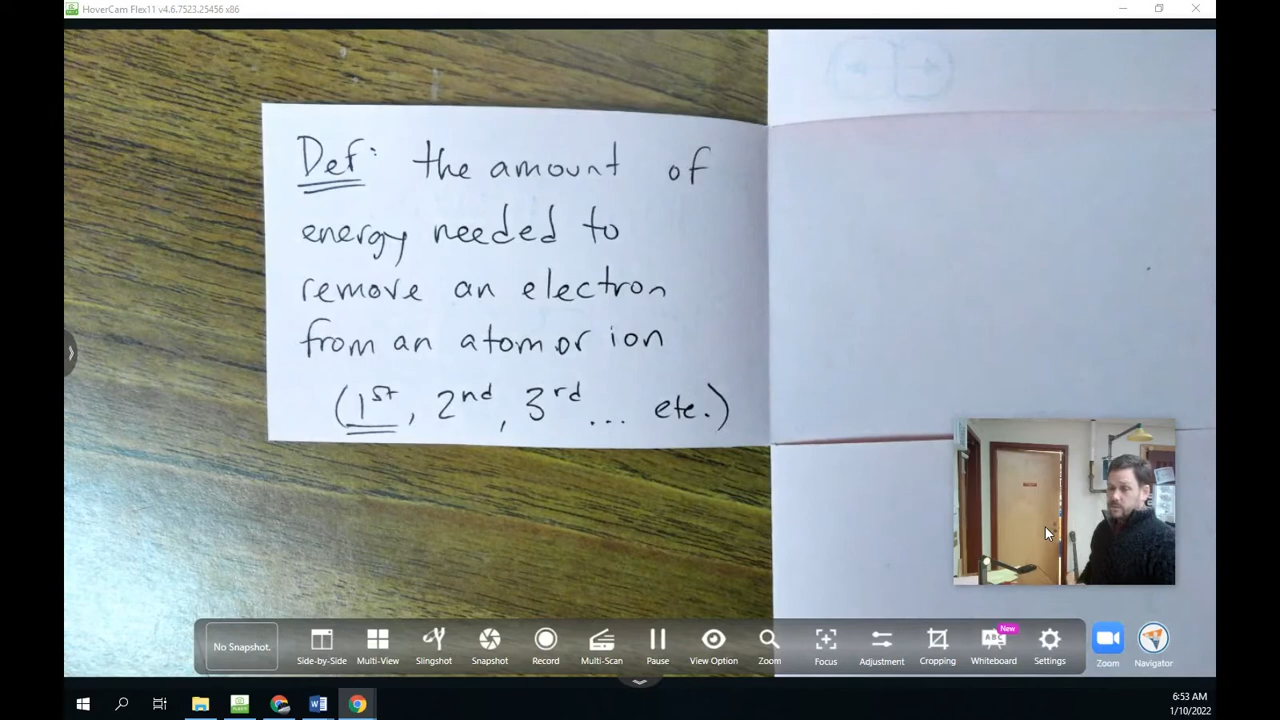 HoverCam Flex11 v4.6.7523.25456 x86
Def: the amount of
energy needed to
remove an electron
from an atom or ion
(1st, 2nd, 3rd ... etc.)
No Snapshot.
Side-by-Side
Multi-View
Slingshot
Snapshot
Record
Multi-Scan
Pause
View Option
Zoom
Focus
Adjustment
Cropping
New
ABC
Whiteboard
Settings
Zoom
Navigator
6:53 AM
1/10/2022